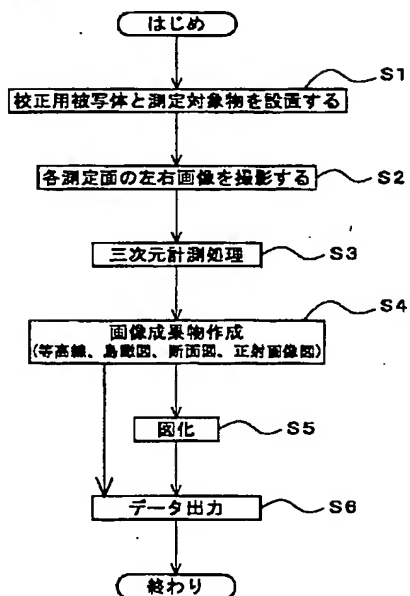 はじめ
校正用被写体と測定対象物を設置する
S1
各測定面の左右画像を撮影する
S2
三次元計測処理
S3
画像成果物作成
(等高線、鳥瞰図、断面図、正射画像図)
S4
図化
S5
データ出力
S6
終わり